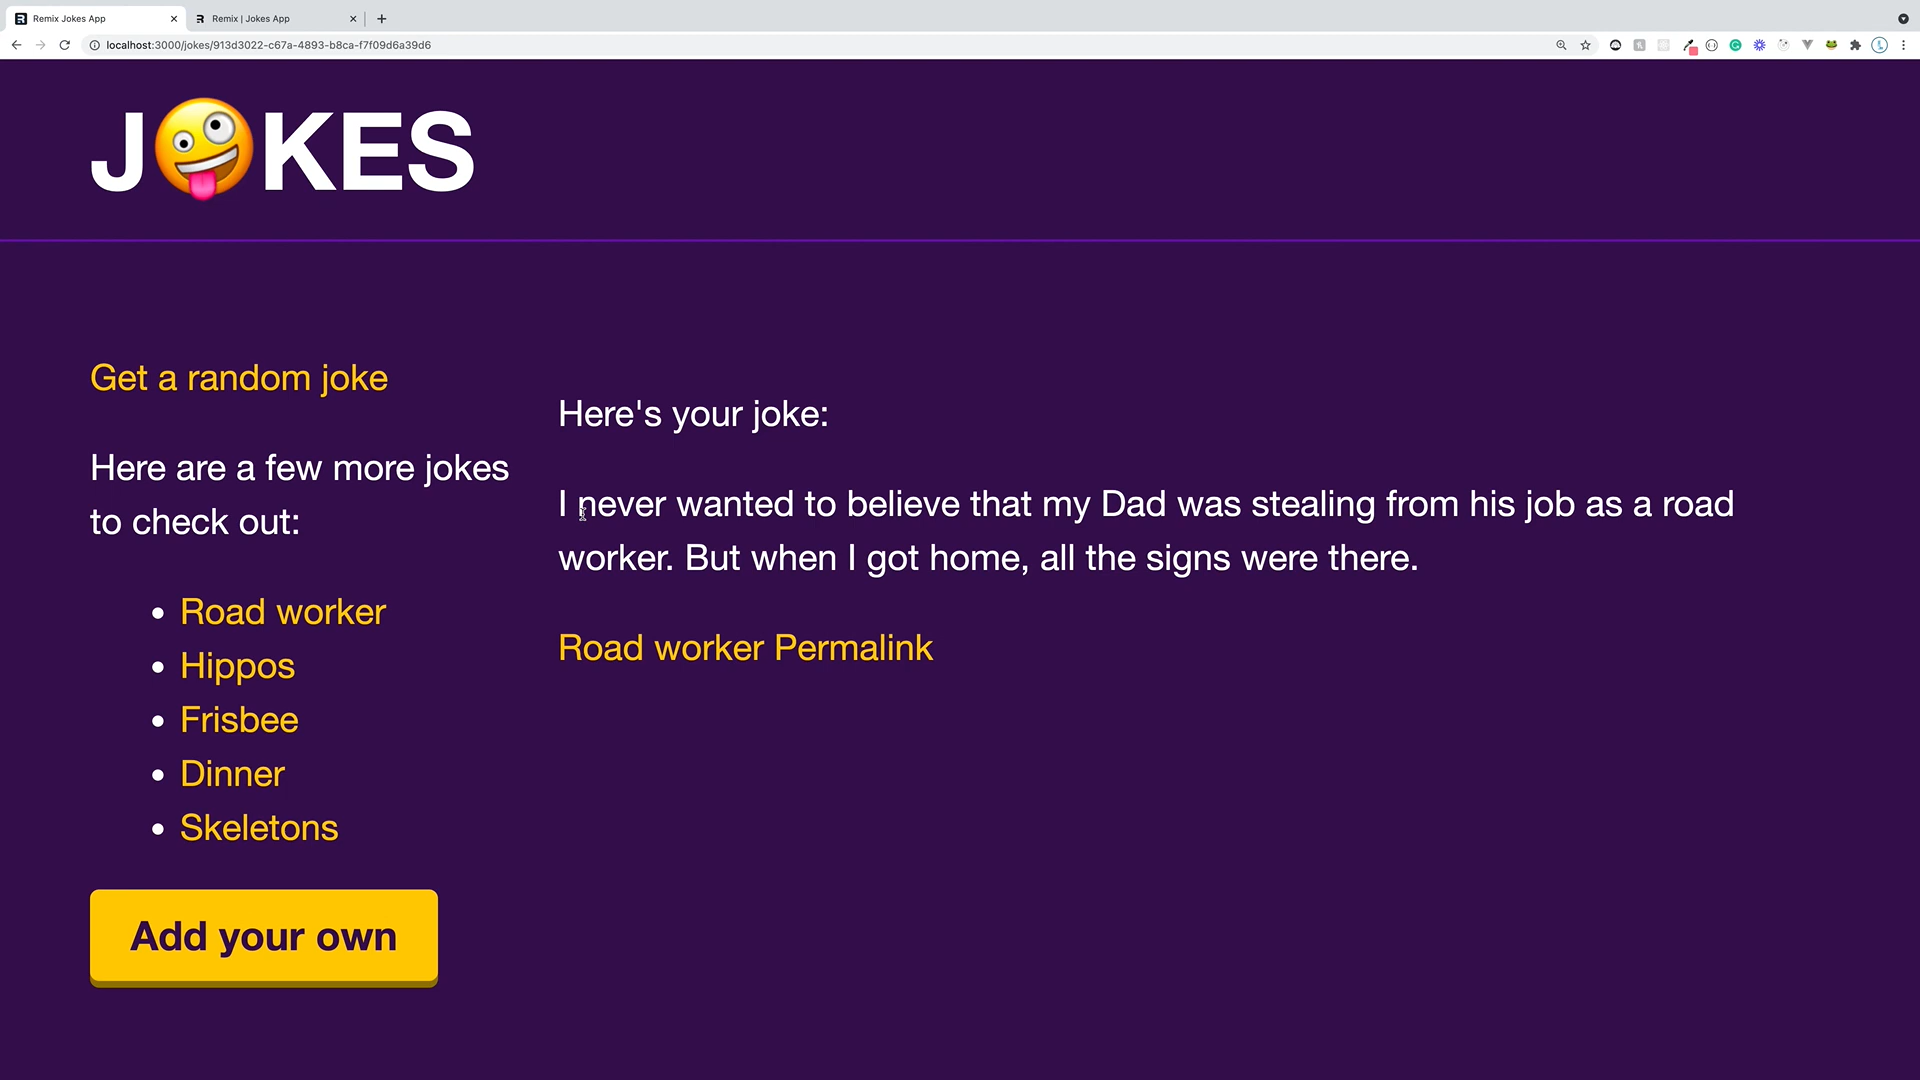 Remix Jokes App
Remix | Jokes App
localhost:3000/jokes/913d3022-c67a-4893-b8ca-f7f09d6a39d6
J🤪KES
Get a random joke
Here are a few more jokes
to check out:
Road worker
Hippos
Frisbee
Dinner
Skeletons
Add your own
Here's your joke:
I never wanted to believe that my Dad was stealing from his job as a road
worker. But when I got home, all the signs were there.
Road worker Permalink